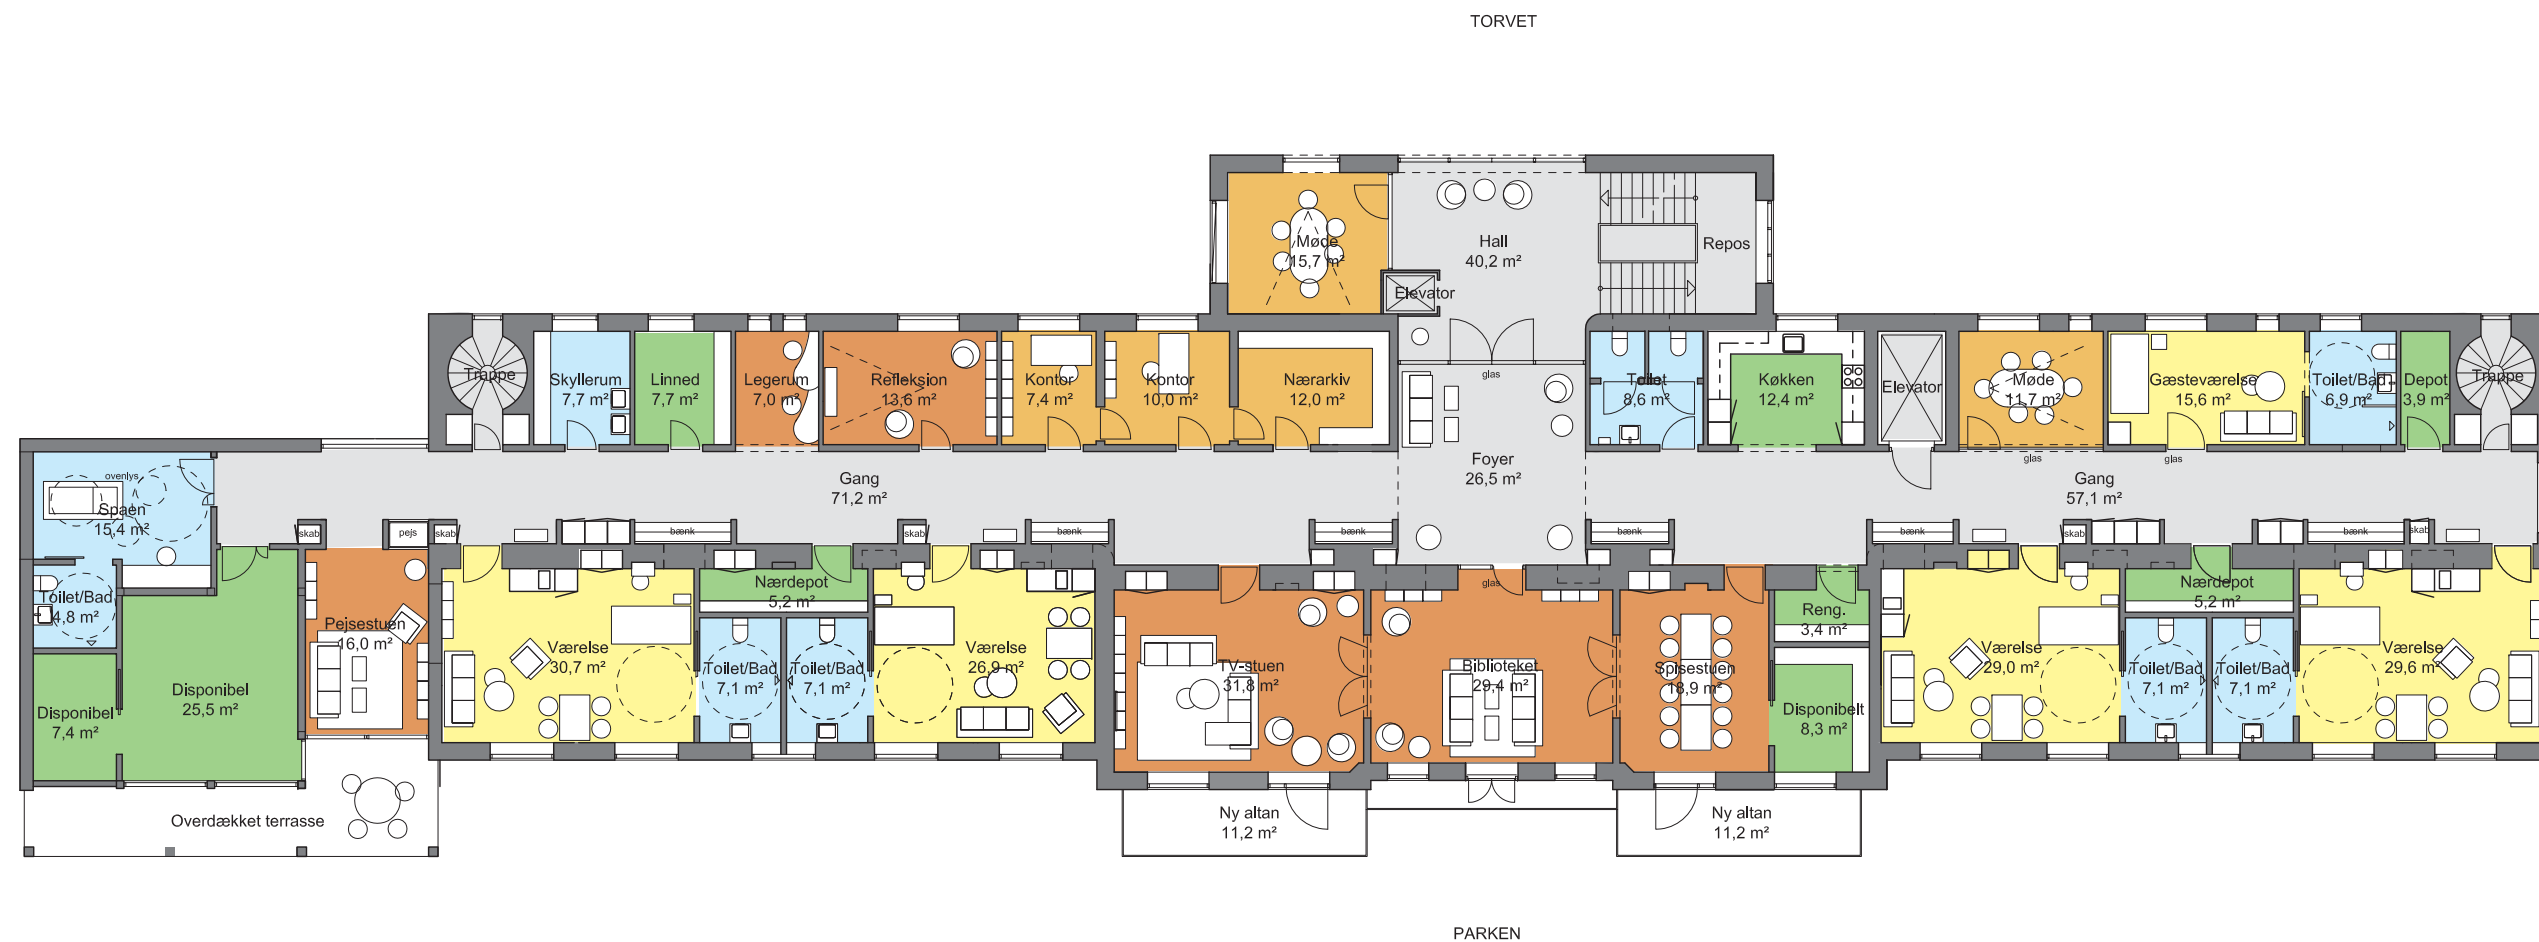 TORVET
Møde
15,7 m²
Hall
40,2 m²
Repos
Elevator
Trappe
Skyllerum
7,7 m²
Linned
7,7 m²
Legerum
7,0 m²
Refleksion
13,6 m²
Kontor
7,4 m²
Kontor
10,0 m²
Nærarkiv
12,0 m²
glas
Toilet
8,6 m²
Køkken
12,4 m²
Elevator
Møde
11,7 m²
Gæsteværelse
15,6 m²
Toilet/Bad
6,9 m²
Depot
3,9 m²
Trappe
ovenlys
Spaen
15,4 m²
Gang
71,2 m²
Foyer
26,5 m²
glas
glas
Gang
57,1 m²
skab
pejs
skab
bænk
skab
bænk
bænk
bænk
bænk
skab
bænk
skab
Toilet/Bad
4,8 m²
Pejsestuen
16,0 m²
Nærdepot
5,2 m²
glas
Reng.
3,4 m²
Nærdepot
5,2 m²
Disponibel
7,4 m²
Disponibel
25,5 m²
Værelse
30,7 m²
Toilet/Bad
7,1 m²
Toilet/Bad
7,1 m²
Værelse
26,9 m²
TV-stuen
31,8 m²
Biblioteket
29,4 m²
Spisestuen
18,9 m²
Disponibelt
8,3 m²
Værelse
29,0 m²
Toilet/Bad
7,1 m²
Toilet/Bad
7,1 m²
Værelse
29,6 m²
Overdækket terrasse
Ny altan
11,2 m²
Ny altan
11,2 m²
PARKEN